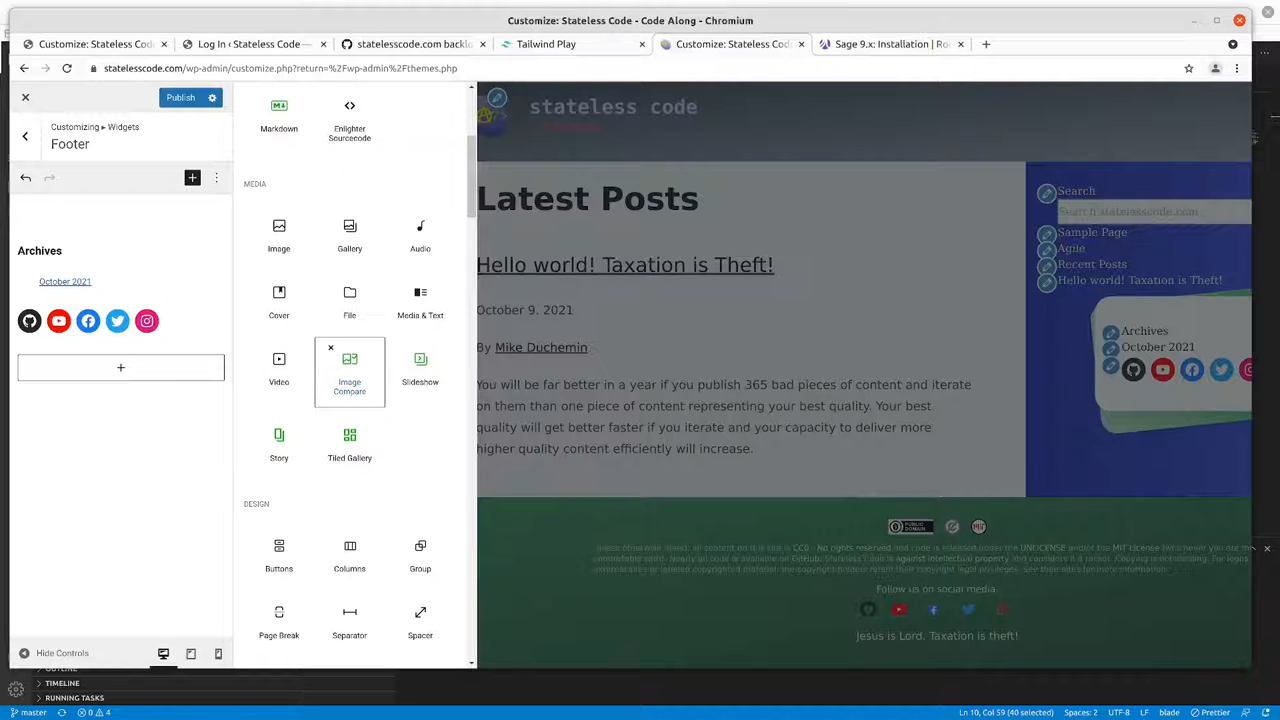 Customize: Stateless Code - Code Along - Chromium
Customize: Stateless Cod
Log In ‹ Stateless Code —
statelesscode.com backlo
Tailwind Play
Customize: Stateless Cod
Sage 9.x: Installation | Ro
statelesscode.com/wp-admin/customize.php?return=%2Fwp-admin%2Fthemes.php
Publish
Customizing ▸ Widgets
Footer
Archives
October 2021
Hide Controls
Markdown
Enlighter
Sourcecode
MEDIA
Image
Gallery
Audio
Cover
File
Media & Text
Video
Image
Compare
Slideshow
Story
Tiled Gallery
DESIGN
Buttons
Columns
Group
Page Break
Separator
Spacer
stateless code
Latest Posts
Hello world! Taxation is Theft!
October 9, 2021
By Mike Duchemin
You will be far better in a year if you publish 365 bad pieces of content and iterate
on them than one piece of content representing your best quality. Your best
quality will get better faster if you iterate and your capacity to deliver more
higher quality content efficiently will increase.
Search
Search statelesscode.com
Sample Page
Agile
Recent Posts
Hello world! Taxation is Theft!
Archives
October 2021
PUBLIC
DOMAIN
Follow us on social media
Jesus is Lord. Taxation is theft!
OUTLINE
TIMELINE
RUNNING TASKS
master
0
4
Ln 10, Col 59 (40 selected)
Spaces: 2
UTF-8
LF
blade
Prettier